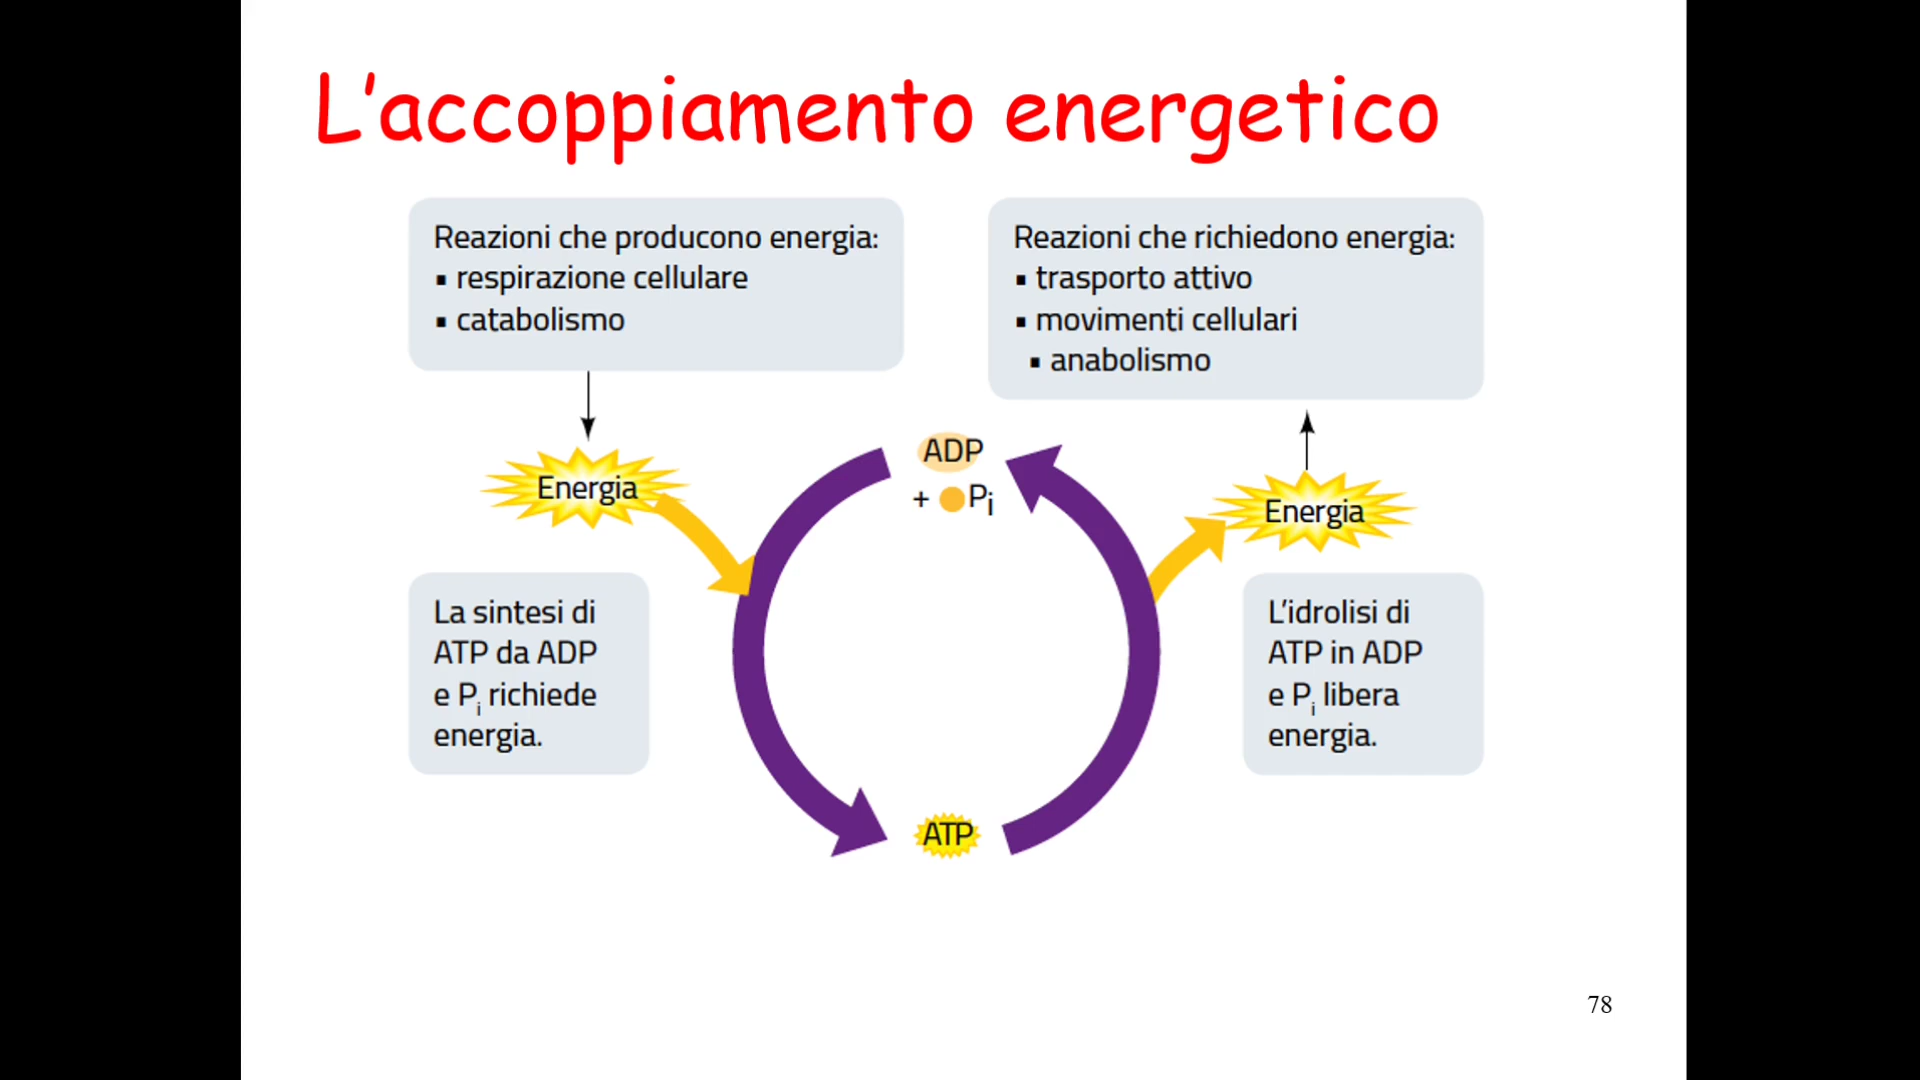 L'accoppiamento energetico
Reazioni che producono energia:
▪ respirazione cellulare
▪ catabolismo
Reazioni che richiedono energia:
▪ trasporto attivo
▪ movimenti cellulari
▪ anabolismo
Energia
ADP
+ Pi
Energia
La sintesi di
ATP da ADP
e Pi richiede
energia.
L'idrolisi di
ATP in ADP
e Pi libera
energia.
ATP
78